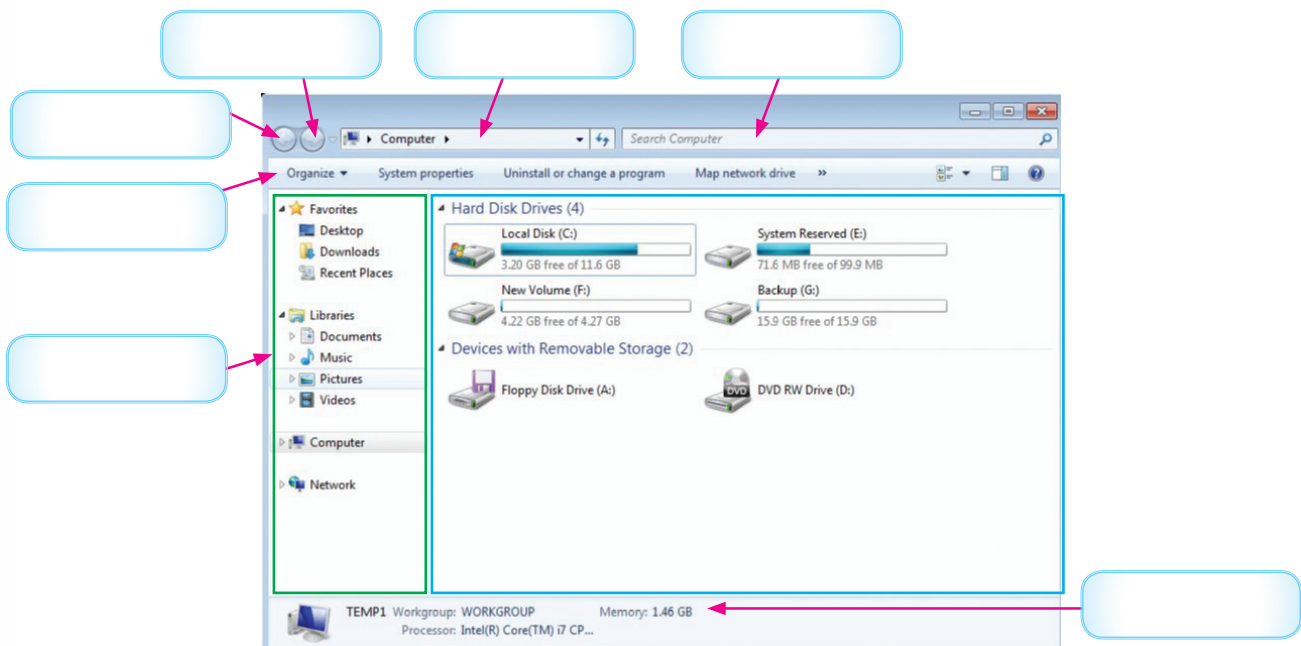 Computer
Search Computer
Organize
System properties
Uninstall or change a program
Map network drive
»
Favorites
Desktop
Downloads
Recent Places
Libraries
Documents
Music
Pictures
Videos
Computer
Network
Hard Disk Drives (4)
Local Disk (C:)
3.20 GB free of 11.6 GB
System Reserved (E:)
71.6 MB free of 99.9 MB
New Volume (F:)
4.22 GB free of 4.27 GB
Backup (G:)
15.9 GB free of 15.9 GB
Devices with Removable Storage (2)
Floppy Disk Drive (A:)
DVD
DVD RW Drive (D:)
TEMP1 Workgroup: WORKGROUP Memory: 1.46 GB
Processor: Intel(R) Core(TM) i7 CP...